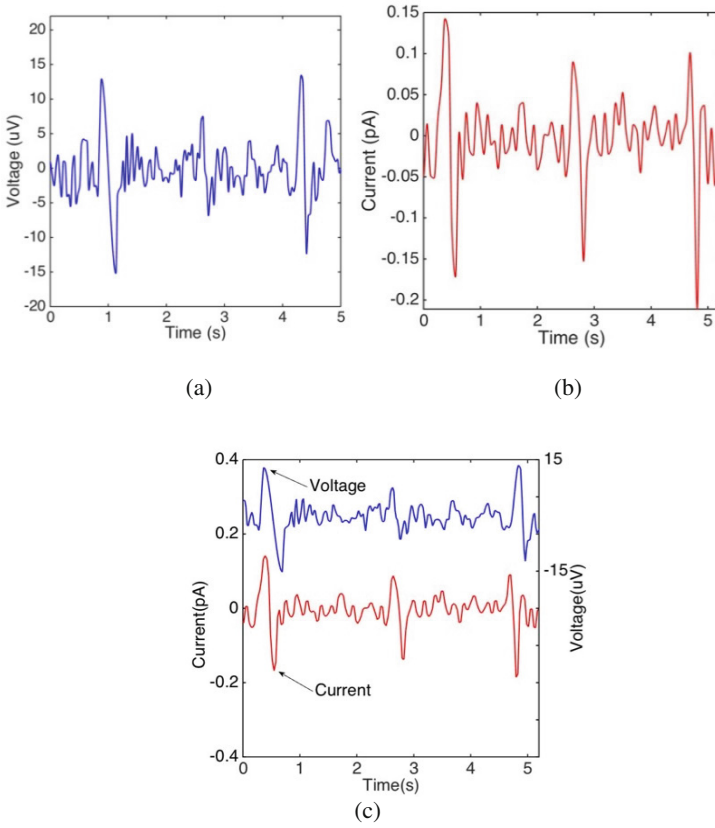 Voltage (uV)
20
15
10
5
0
-5
-10
-15
-20
0 1 2 3 4 5
Time (s)
(a)
Current (pA)
0.15
0.1
0.05
0
-0.05
-0.1
-0.15
-0.2
0 1 2 3 4 5
Time (s)
(b)
Current(pA)
0.4
0.2
0
-0.2
-0.4
Voltage
Current
15
-15
Voltage(uV)
0 1 2 3 4 5
Time(s)
(c)